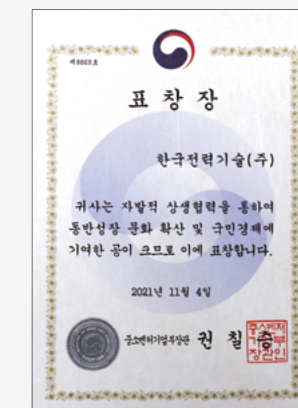 표 창 장
한국전력기술(주)
귀사는 자발적 상생협력을 통하여
동반성장 문화 확산 및 국민경제에
기여한 공이 크므로 이에 표창합니다.
2021년 11월 4일
중소벤처기업부장관 권 칠 승